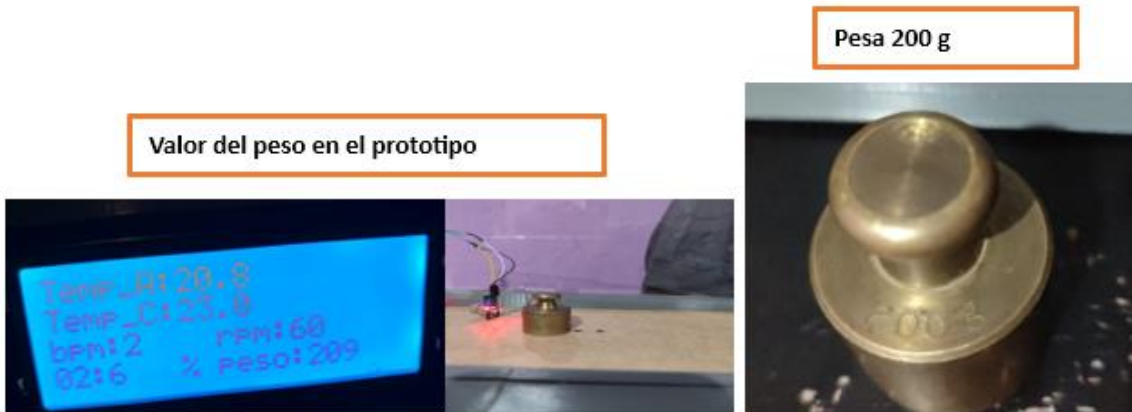 Pesa 200 g
Valor del peso en el prototipo
Temp_A:20.8
Temp_C:23.0
bpm:2 rpm:60
O2:6 % peso:209
200 g